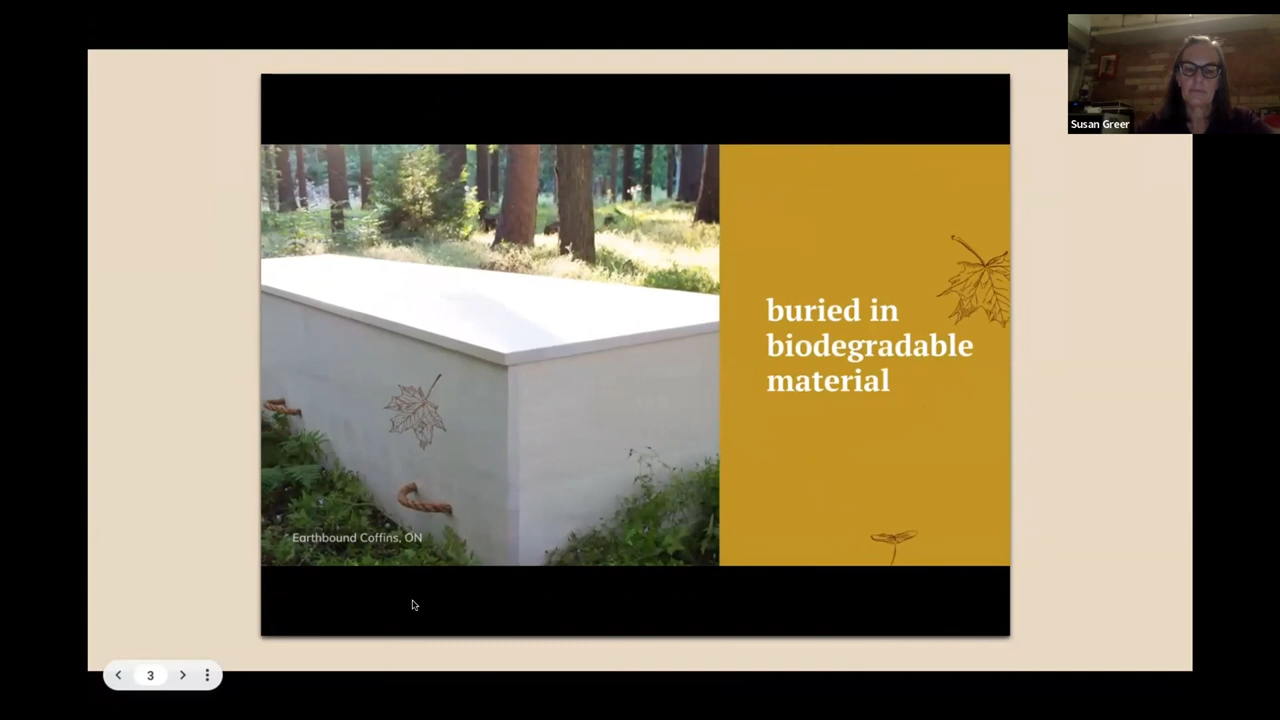 Susan Greer
buried in
biodegradable
material
Earthbound Coffins, ON
3